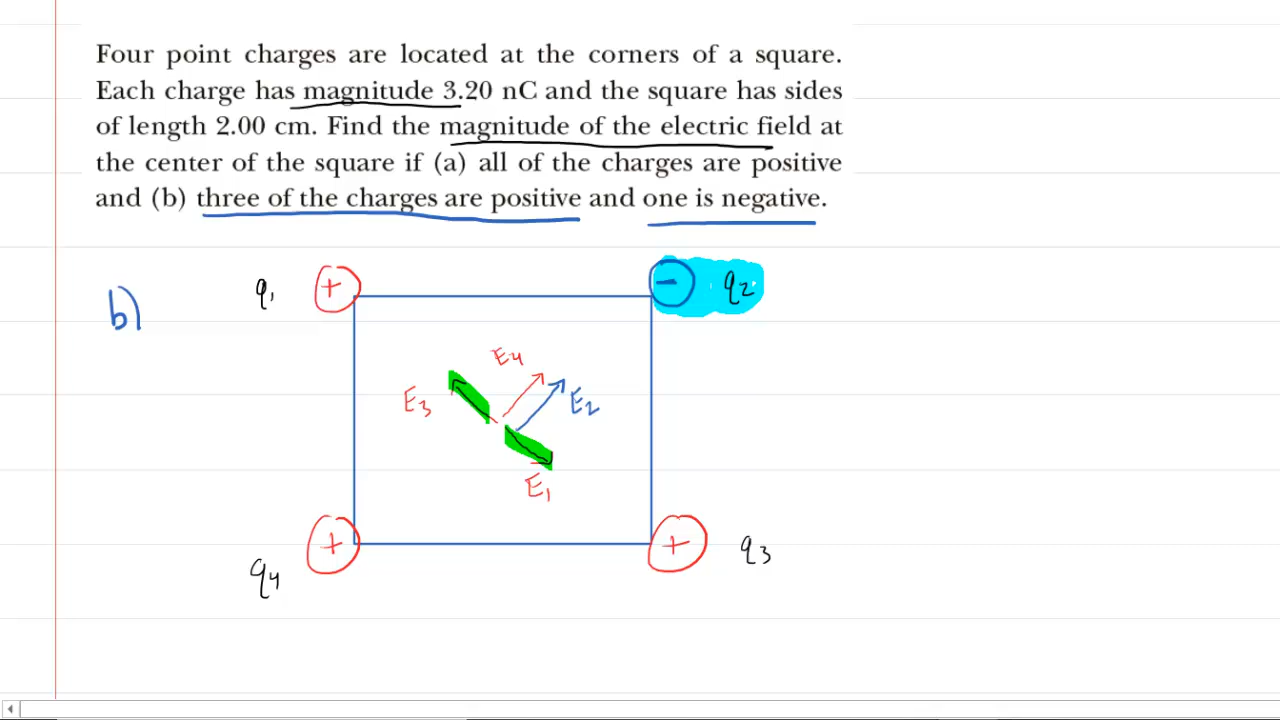 Four point charges are located at the corners of a square.
Each charge has magnitude 3.20 nC and the square has sides
of length 2.00 cm. Find the magnitude of the electric field at
the center of the square if (a) all of the charges are positive
and (b) three of the charges are positive and one is negative.
b)
q1 + - q2
E4
E3 E2
E1
+ + q3
q4